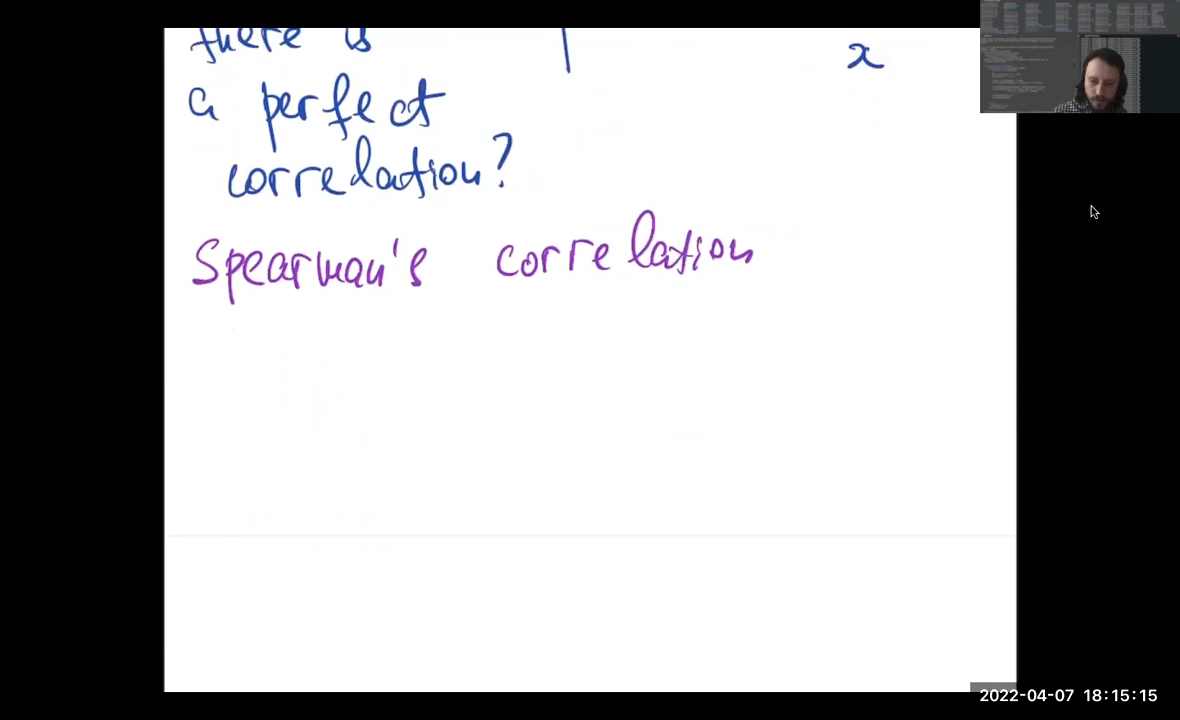 there is
x
a perfect
correlation?
Spearman's correlation
2022-04-07 18:15:15